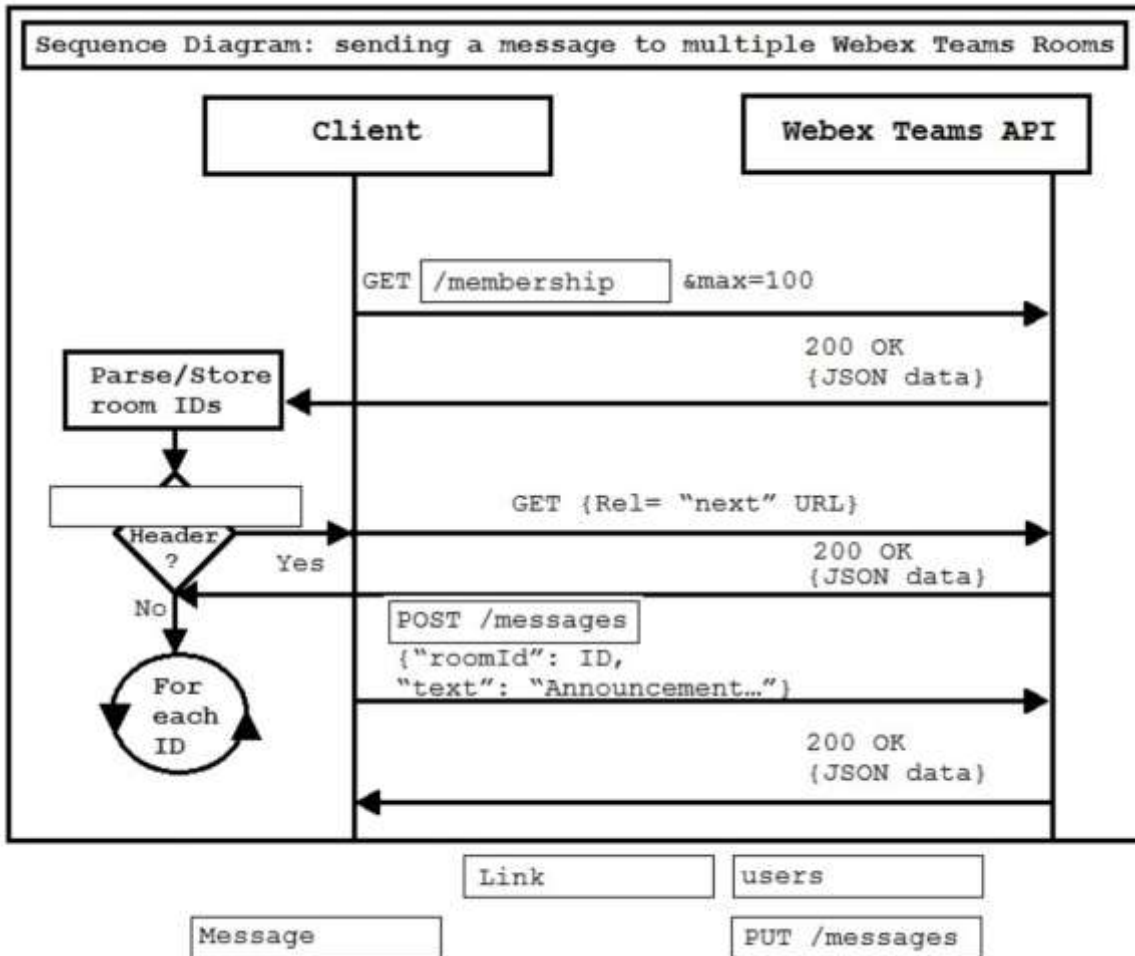 Sequence Diagram: sending a message to multiple Webex Teams Rooms
Client
Webex Teams API
GET /membership &max=100
200 OK
{JSON data}
Parse/Store
room IDs
GET {Rel= “next” URL}
Header
?
Yes
200 OK
{JSON data}
No
POST /messages
{“roomId”: ID,
“text”: “Announcement…”}
For
each
ID
200 OK
{JSON data}
Link
users
Message
PUT /messages